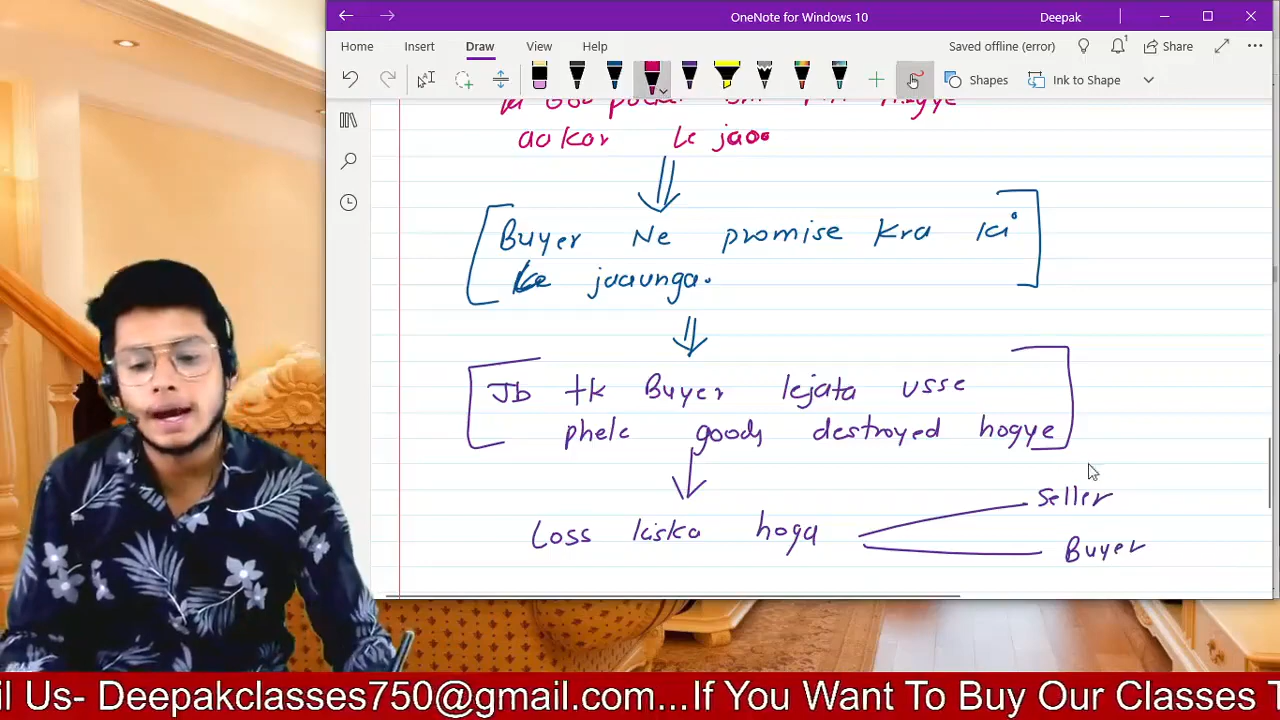 OneNote for Windows 10
Deepak
Home Insert Draw View Help
Saved offline (error)
Share
Shapes
Ink to Shape
aakar le jaoo
Buyer Ne promise kra ki
le jaaunga.
Jb tk Buyer lejata usse
phele goods destroyed hogye
Loss kiska hoga
Seller
Buyer
il Us- Deepakclasses750@gmail.com...If You Want To Buy Our Classes T